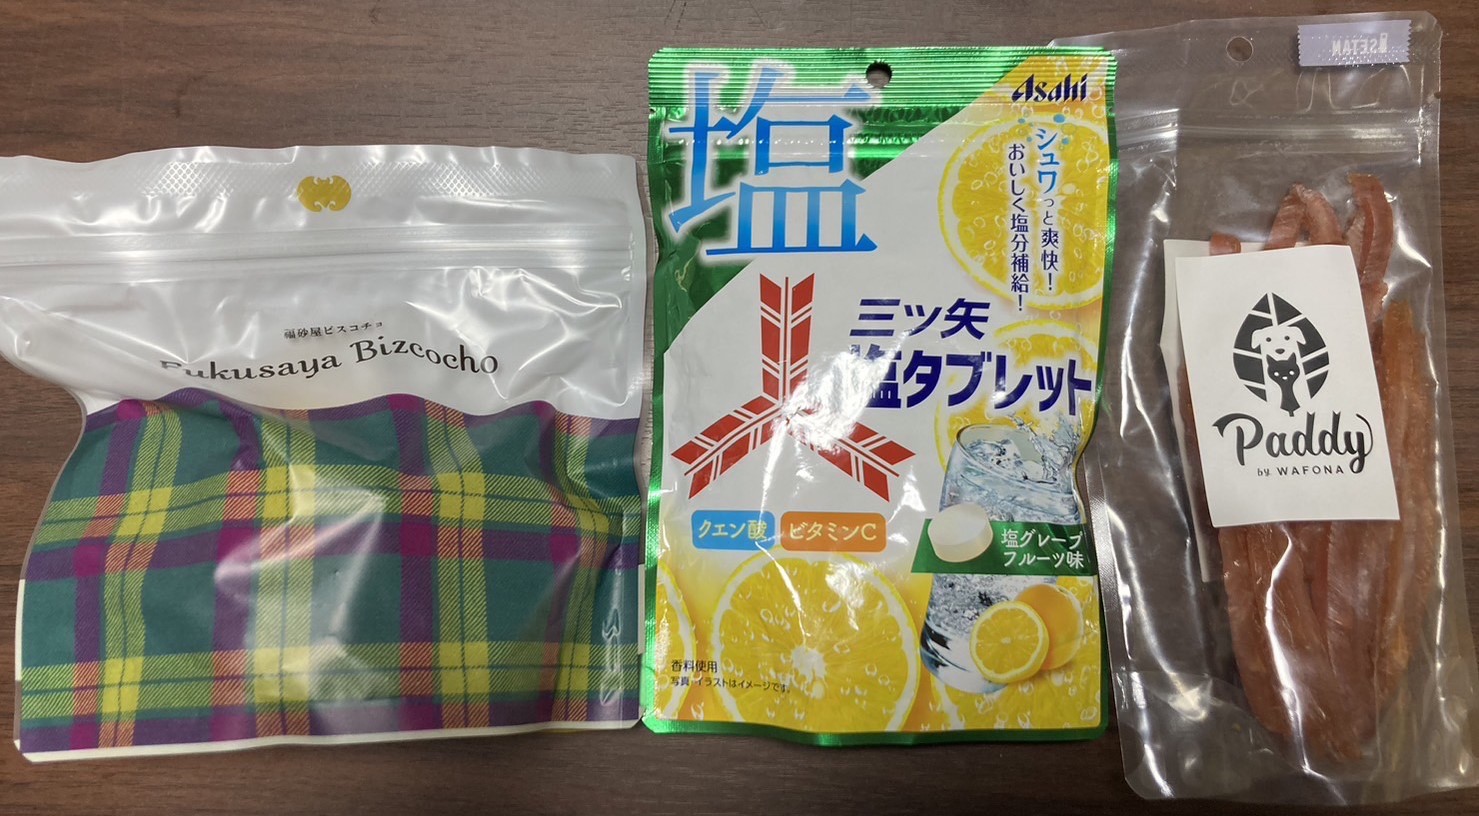 福砂屋ビスコチョ
Fukusaya Bizcocho
塩
Asahi
シュワっと爽快!
おいしく塩分補給!
三ツ矢
塩タブレット
クエン酸
ビタミンC
塩グレープ
フルーツ味
香料使用
写真・イラストはイメージです。
ISETAN
Paddy
by WAFONA